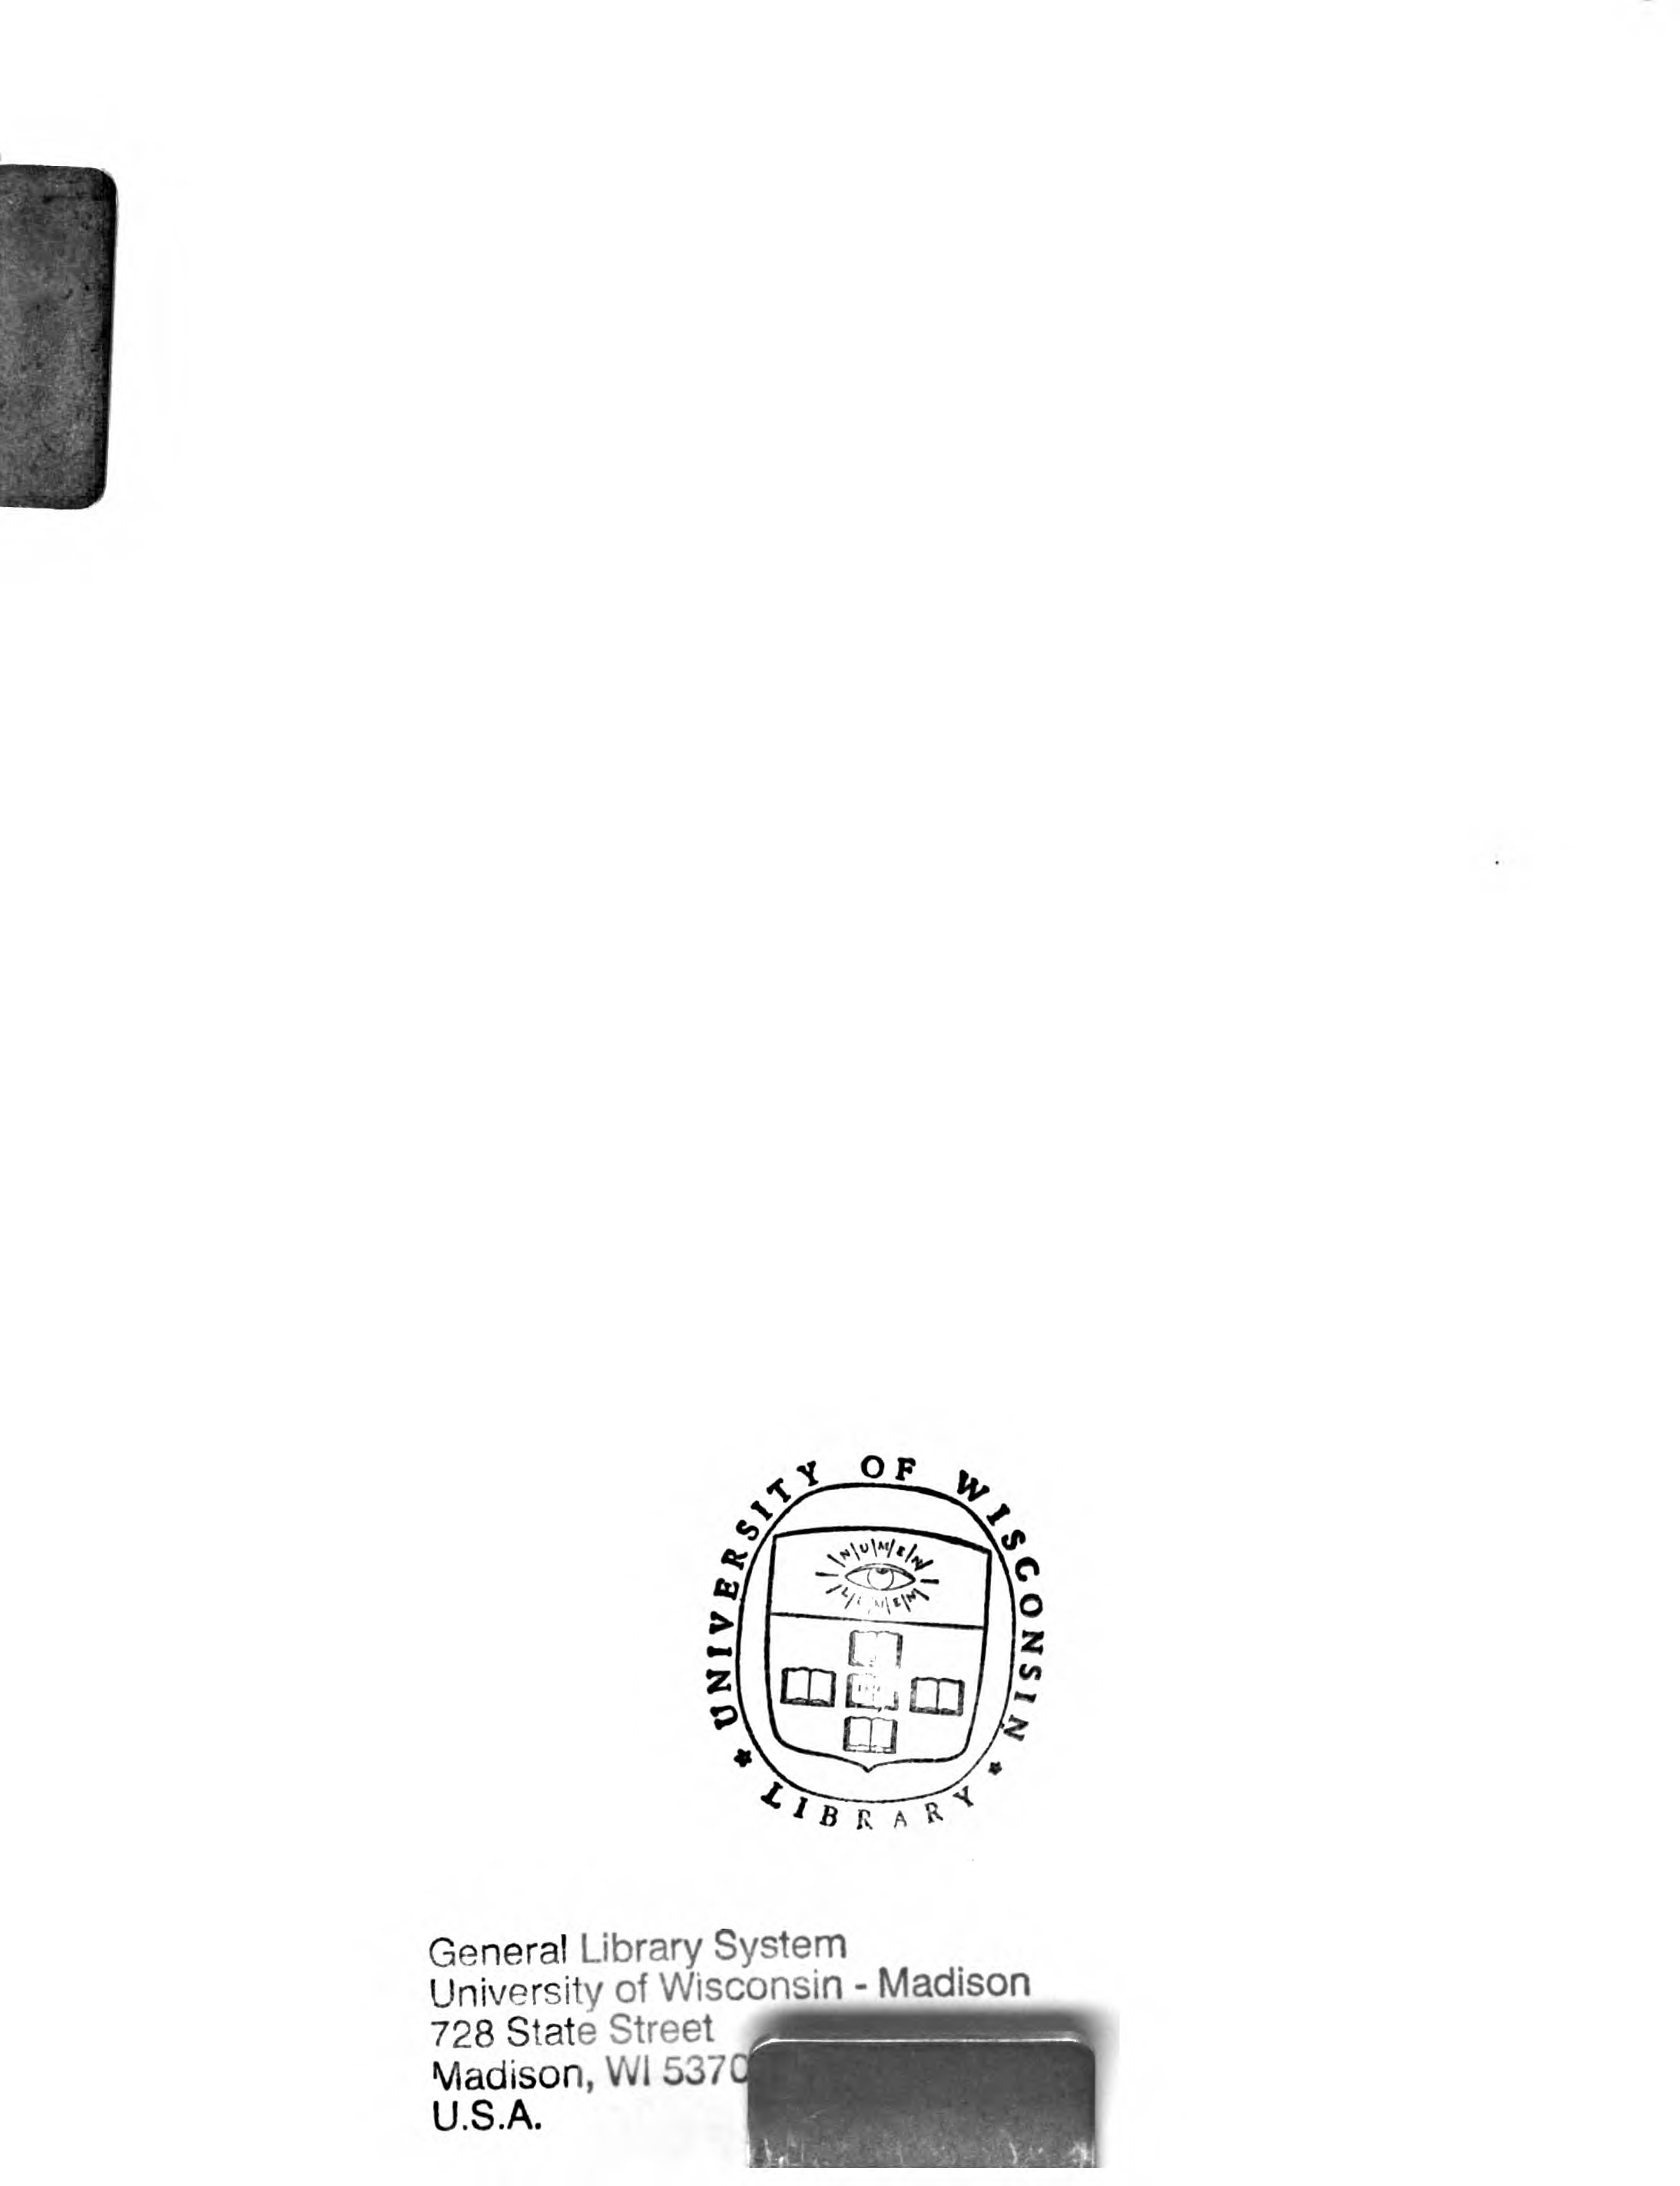 UNIVERSITY OF WISCONSIN
NUMEN
LUMEN
* LIBRARY *
General Library System
University of Wisconsin - Madison
728 State Street
Madison, WI 5370
U.S.A.